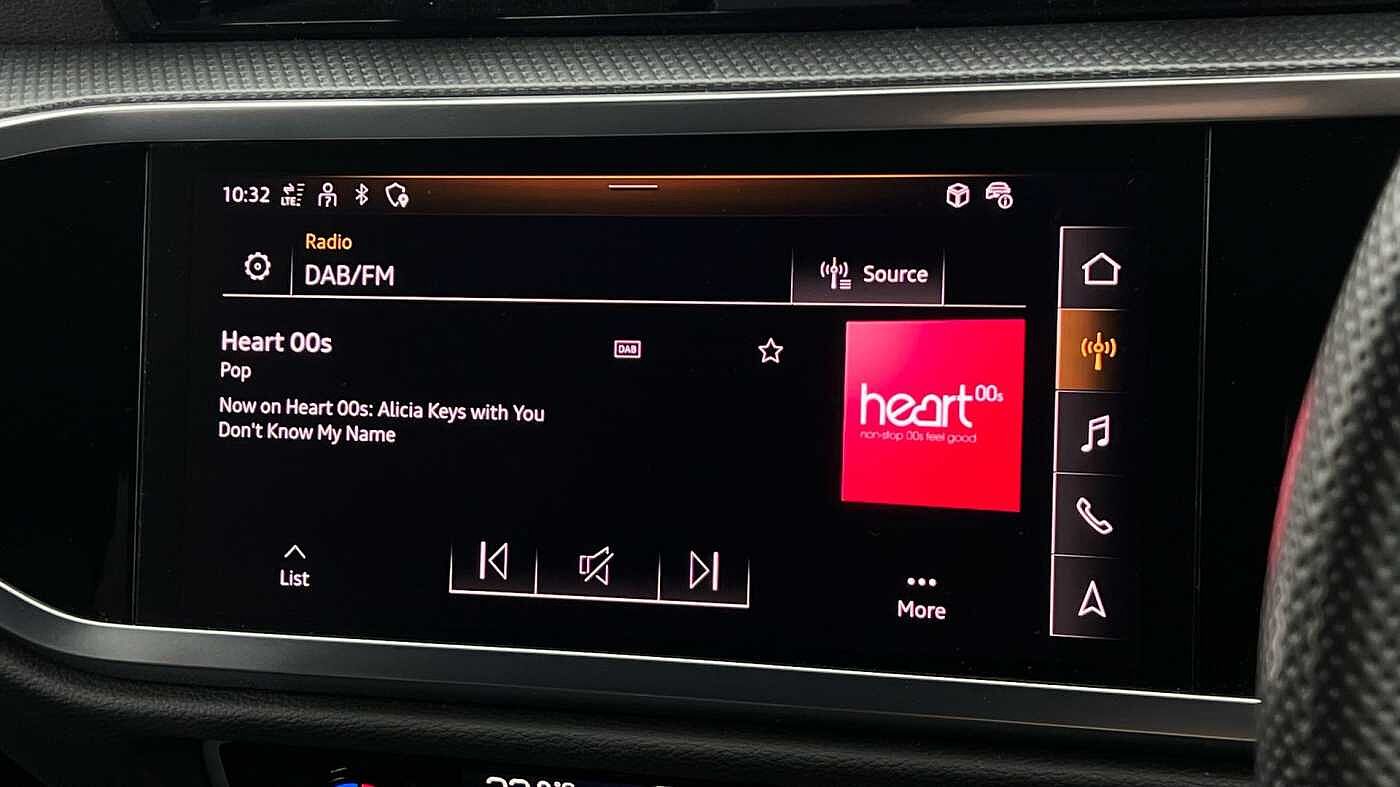 10:32
LTE
Radio
DAB/FM
Source
Heart 00s
DAB
Pop
Now on Heart 00s: Alicia Keys with You
Don't Know My Name
heart 00s
non-stop 00s feel good
List
More